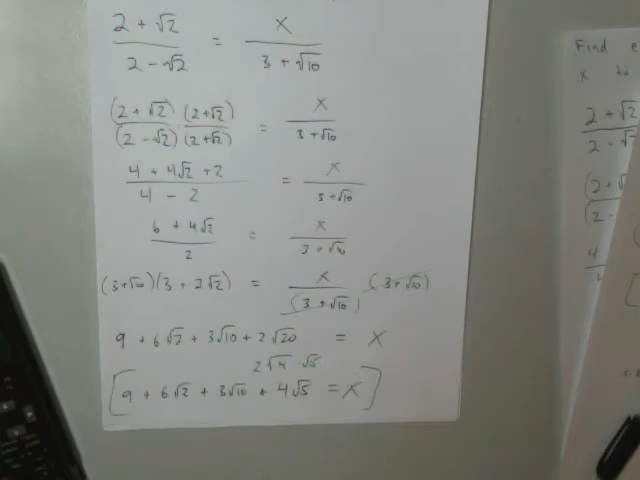 (2 + √2)/(2 - √2) = x/(3 + √10)
((2 + √2)(2 + √2))/((2 - √2)(2 + √2)) = x/(3 + √10)
(4 + 4√2 + 2)/(4 - 2) = x/(3 + √10)
(6 + 4√2)/2 = x/(3 + √10)
(3+√10)(3 + 2√2) = x/(3 + √10) (3+√10)
9 + 6√2 + 3√10 + 2√20 = x
2√4 √5
[9 + 6√2 + 3√10 + 4√5 = x]
Find
x to
2 + √2
2 - √
(2 + √
(2 -
4